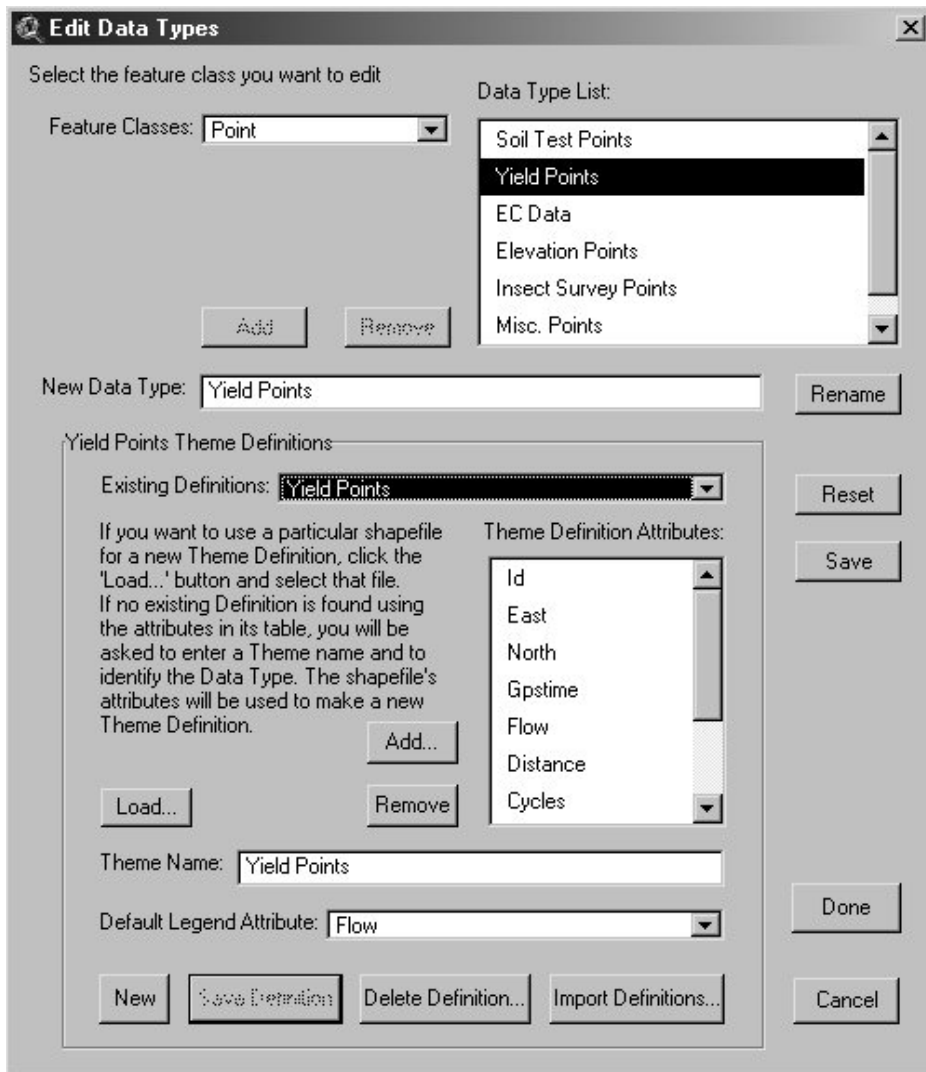 Edit Data Types
Select the feature class you want to edit
Feature Classes: Point
Data Type List:
Soil Test Points
Yield Points
EC Data
Elevation Points
Insect Survey Points
Misc. Points
Add
Remove
New Data Type: Yield Points
Rename
Yield Points Theme Definitions
Existing Definitions: Yield Points
Reset
If you want to use a particular shapefile
for a new Theme Definition, click the
'Load...' button and select that file.
If no existing Definition is found using
the attributes in its table, you will be
asked to enter a Theme name and to
identify the Data Type. The shapefile's
attributes will be used to make a new
Theme Definition.
Theme Definition Attributes:
Id
East
North
Gpstime
Flow
Distance
Cycles
Save
Add...
Load...
Remove
Theme Name: Yield Points
Default Legend Attribute: Flow
Done
New
Save Definition
Delete Definition...
Import Definitions...
Cancel